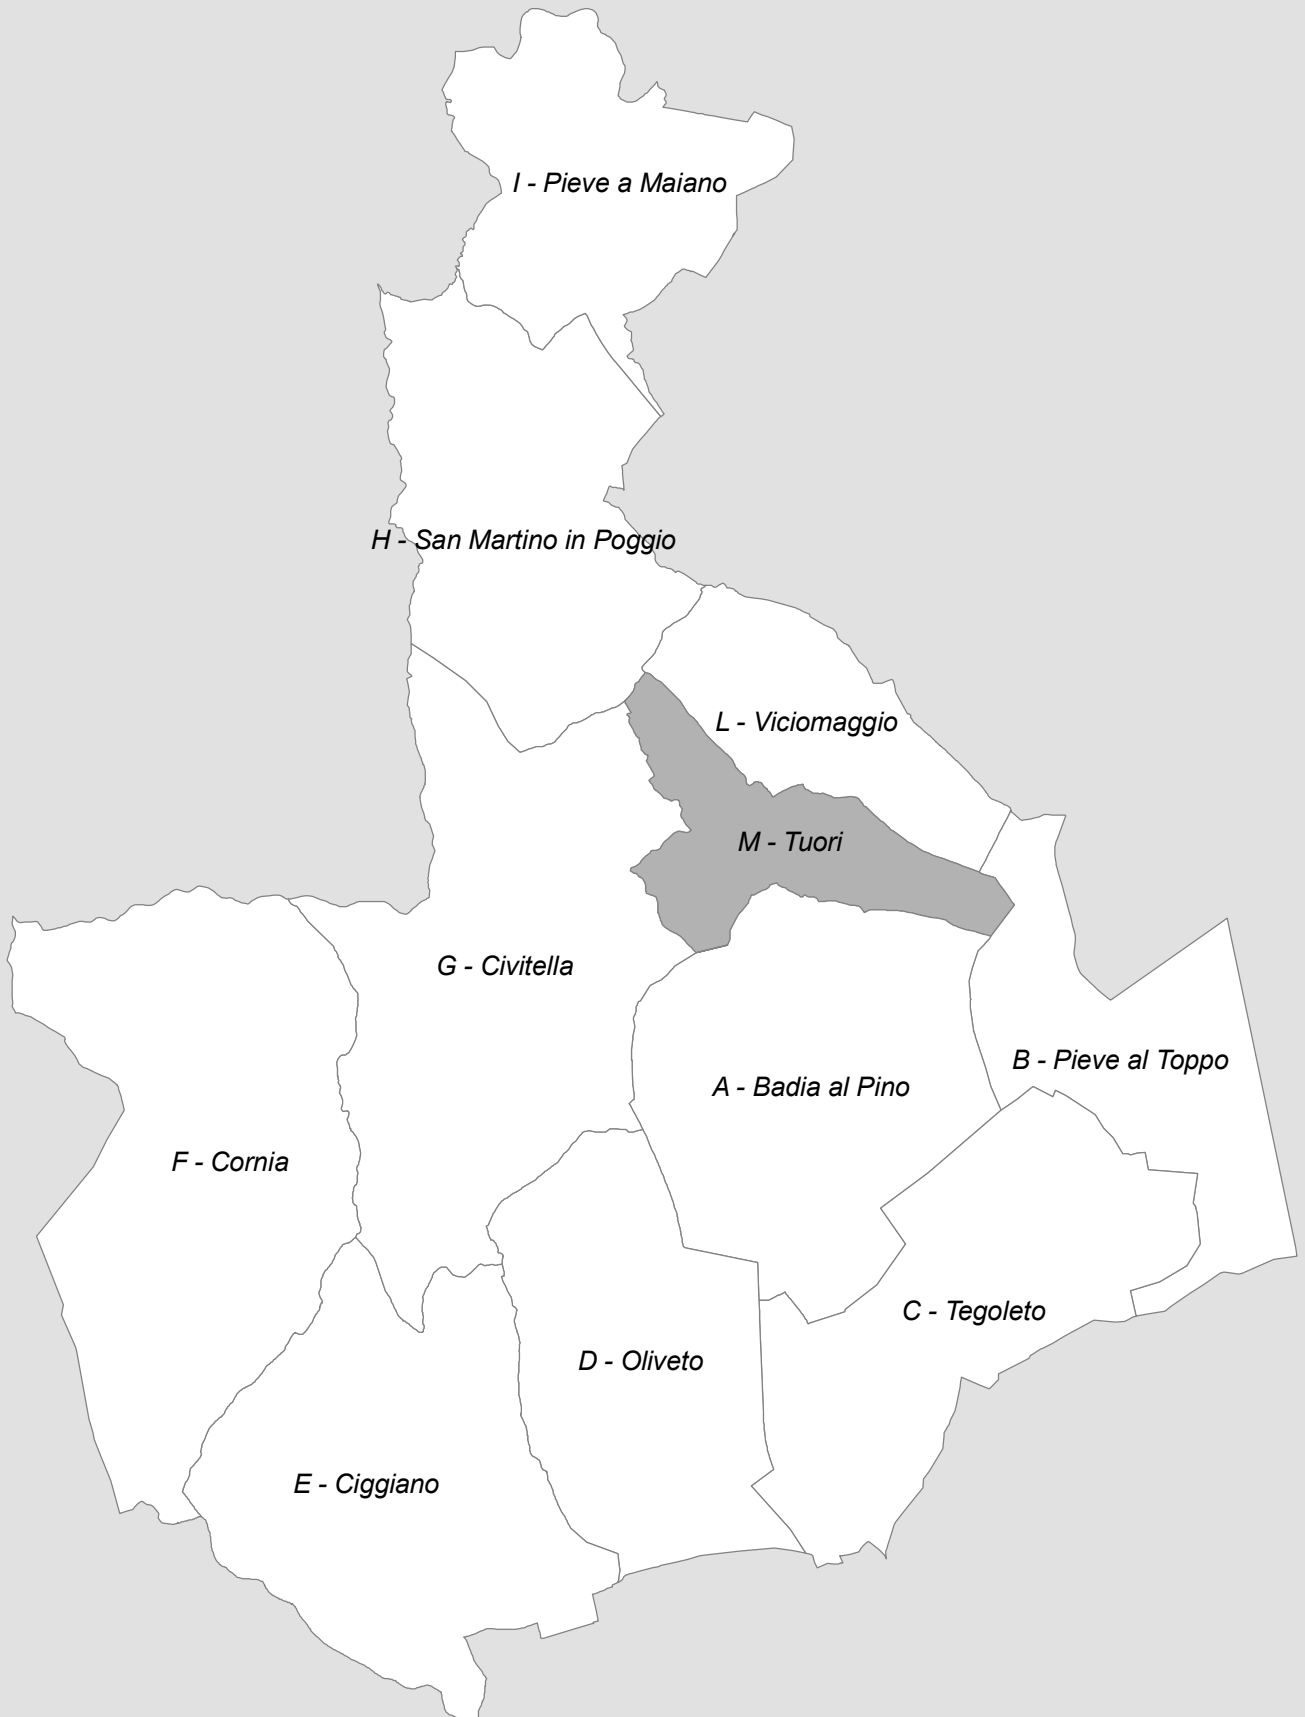 I - Pieve a Maiano
H - San Martino in Poggio
L - Viciomaggio
M - Tuori
G - Civitella
B - Pieve al Toppo
A - Badia al Pino
F - Cornia
C - Tegoleto
D - Oliveto
E - Ciggiano